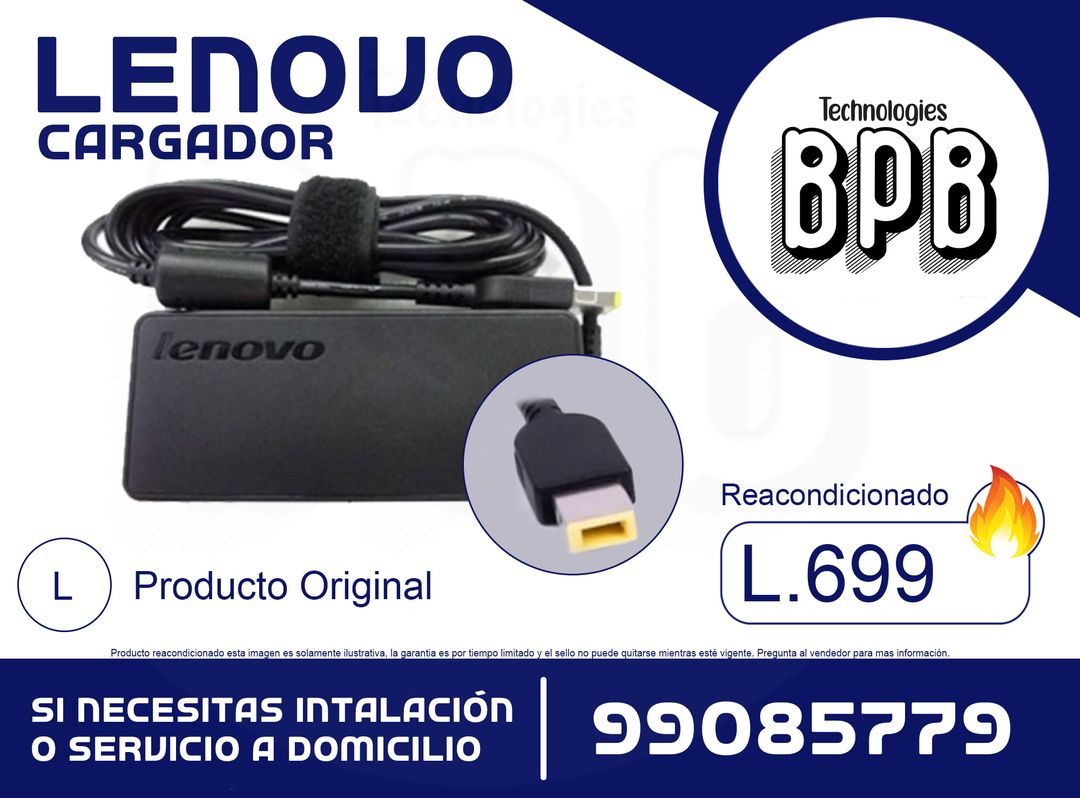 LENOVO
CARGADOR
Technologies
BPB
Technologies
lenovo
Reacondicionado
L.699
L
Producto Original
Producto reacondicionado esta imagen es solamente ilustrativa, la garantia es por tiempo limitado y el sello no puede quitarse mientras esté vigente. Pregunta al vendedor para mas información.
SI NECESITAS INTALACIÓN
O SERVICIO A DOMICILIO
99085779